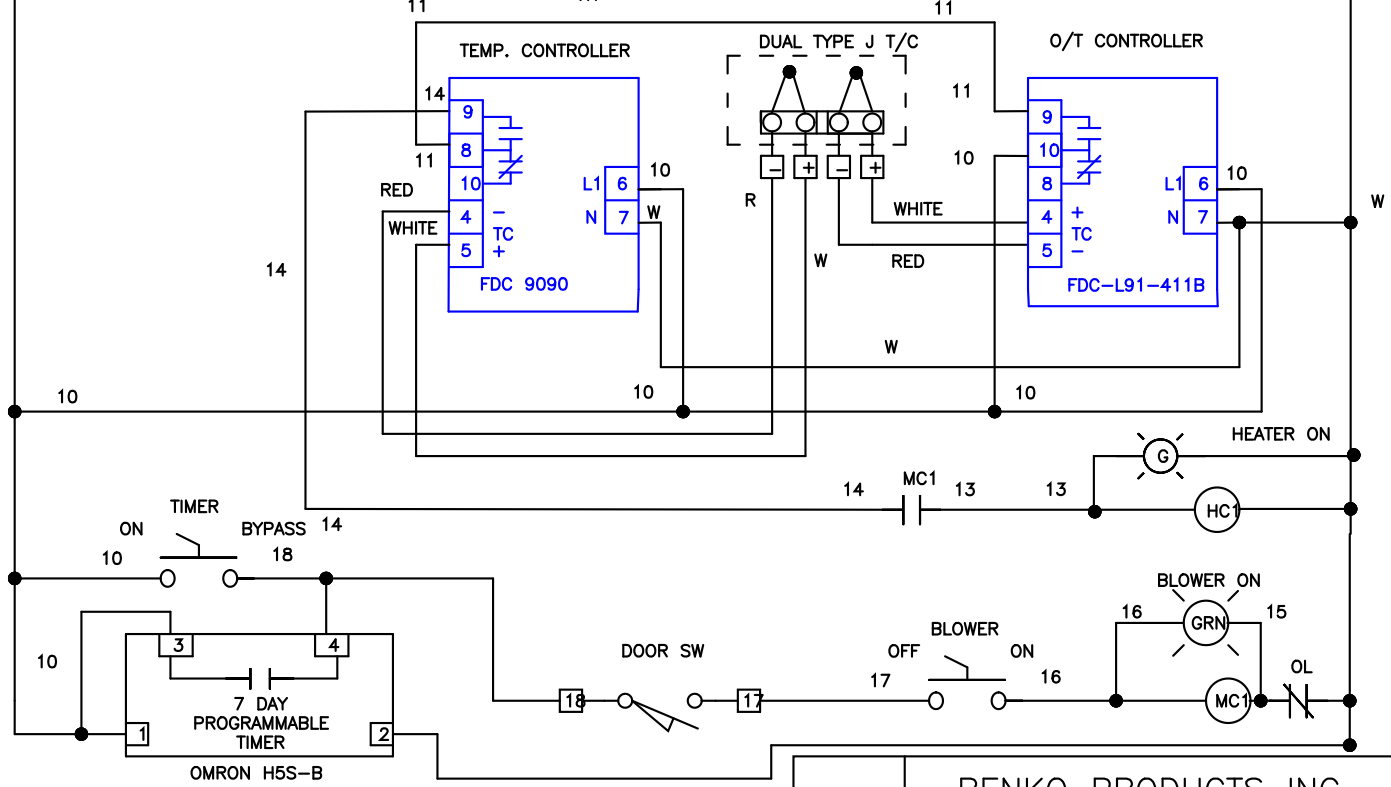 11
11
TEMP. CONTROLLER
DUAL TYPE J T/C
O/T CONTROLLER
14
9
8
10
4
5
11
RED
WHITE
−
TC
+
L1
6
N
7
10
W
FDC 9090
− + − +
R
W
WHITE
RED
11
10
9
10
8
4
5
+
TC
−
L1
6
N
7
10
W
FDC-L91-411B
14
W
10
10
10
HEATER ON
G
MC1
14
13
13
HC1
TIMER
ON
BYPASS
14
10
18
BLOWER ON
16
GRN
15
3
4
10
7 DAY
PROGRAMMABLE
TIMER
1
2
OMRON H5S-B
DOOR SW
18
17
BLOWER
OFF
ON
17
16
MC1
OL
BENKO PRODUCTS INC